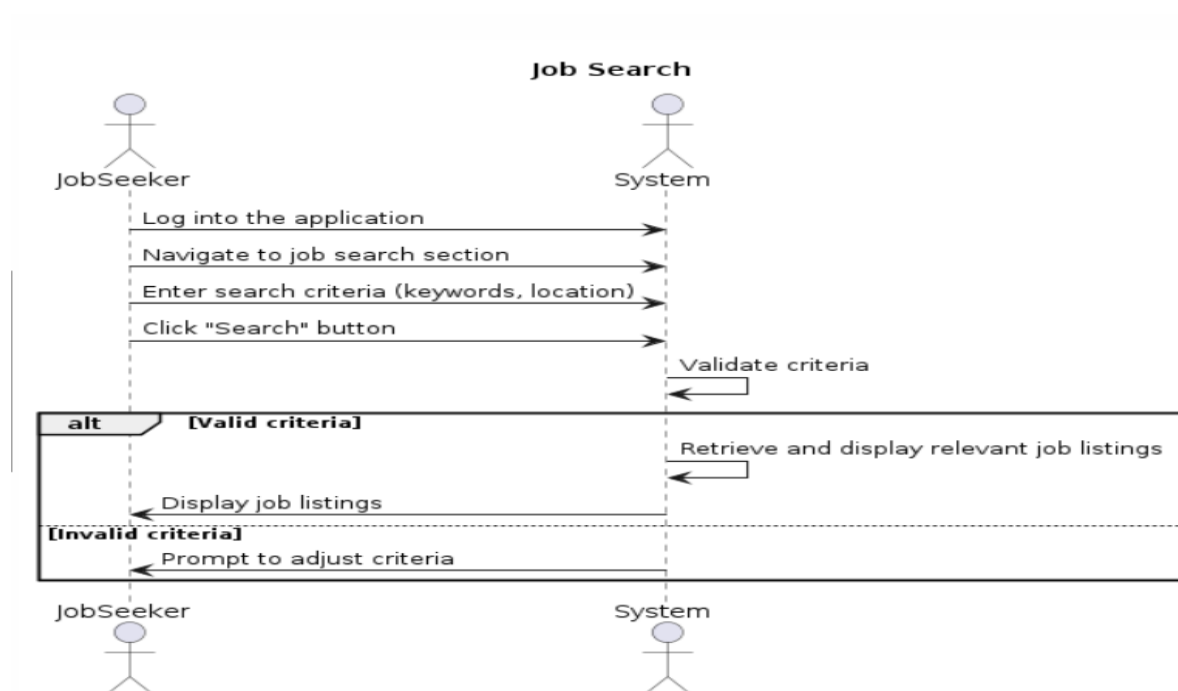 Job Search
JobSeeker System
Log into the application
Navigate to job search section
Enter search criteria (keywords, location)
Click "Search" button
Validate criteria
alt [Valid criteria]
Retrieve and display relevant job listings
Display job listings
[Invalid criteria]
Prompt to adjust criteria
JobSeeker System